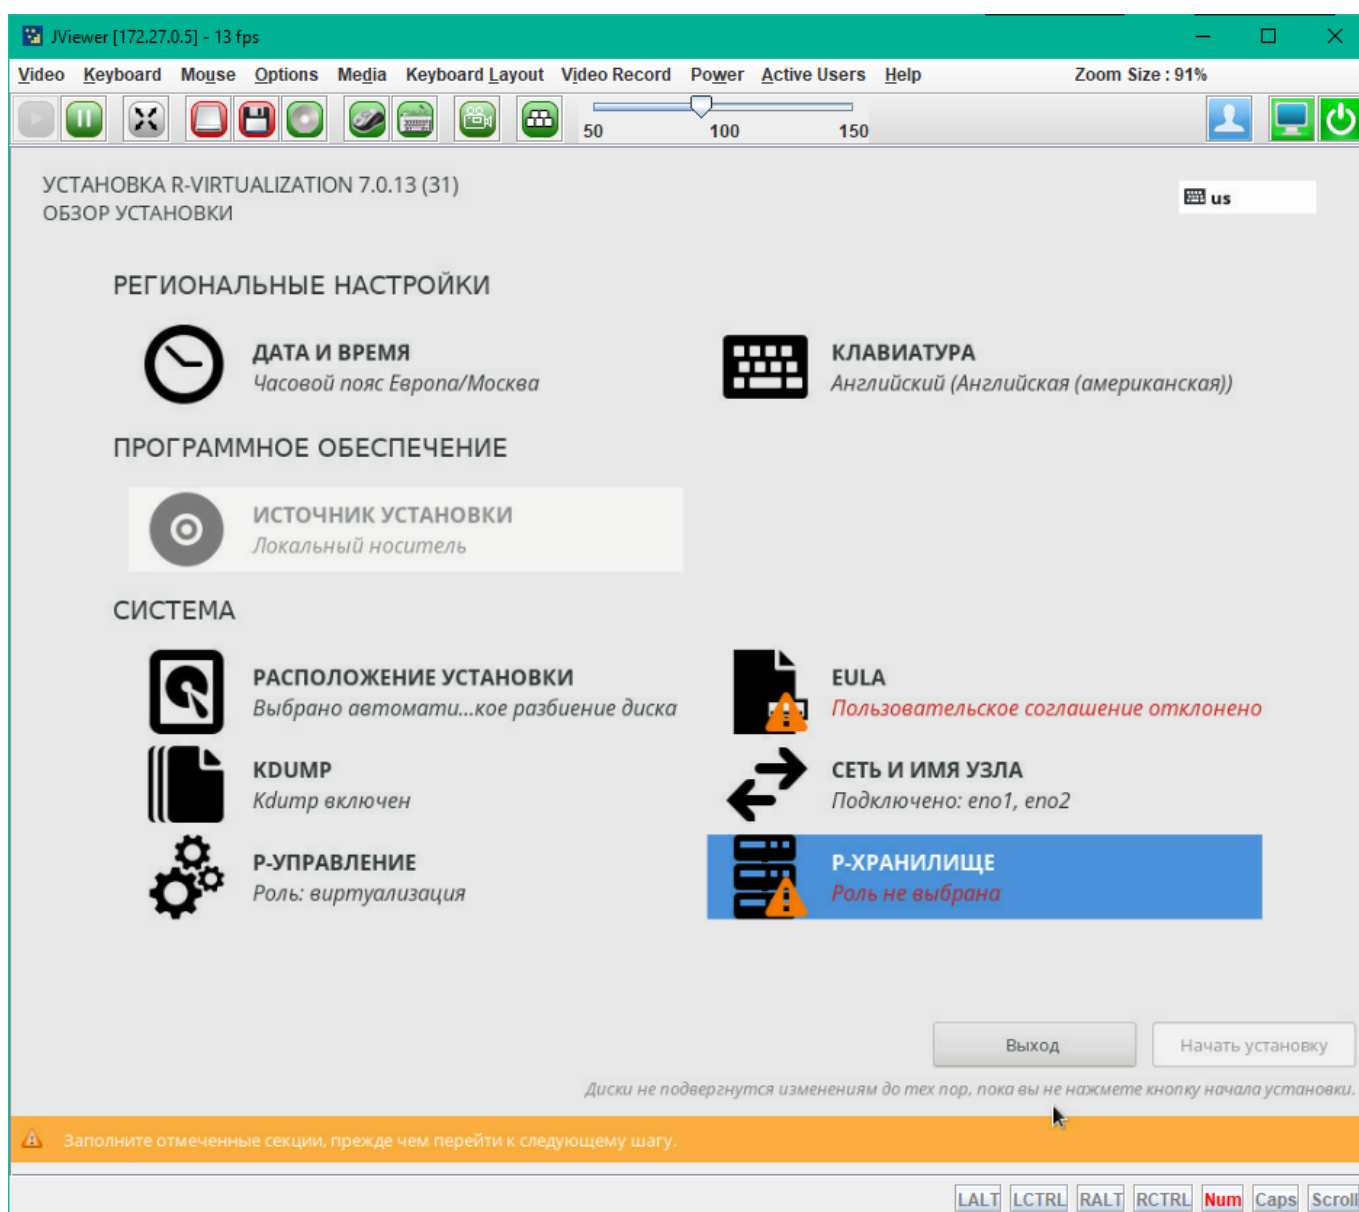 JViewer [172.27.0.5] - 13 fps
Video Keyboard Mouse Options Media Keyboard Layout Video Record Power Active Users Help Zoom Size : 91%
50 100 150
УСТАНОВКА R-VIRTUALIZATION 7.0.13 (31)
ОБЗОР УСТАНОВКИ
us
РЕГИОНАЛЬНЫЕ НАСТРОЙКИ
ДАТА И ВРЕМЯ
Часовой пояс Европа/Москва
КЛАВИАТУРА
Английский (Английская (американская))
ПРОГРАММНОЕ ОБЕСПЕЧЕНИЕ
ИСТОЧНИК УСТАНОВКИ
Локальный носитель
СИСТЕМА
РАСПОЛОЖЕНИЕ УСТАНОВКИ
Выбрано автомати...кое разбиение диска
EULA
Пользовательское соглашение отклонено
KDUMP
Kdump включен
СЕТЬ И ИМЯ УЗЛА
Подключено: eno1, eno2
Р-УПРАВЛЕНИЕ
Роль: виртуализация
Р-ХРАНИЛИЩЕ
Роль не выбрана
Выход
Начать установку
Диски не подвергнутся изменениям до тех пор, пока вы не нажмете кнопку начала установки.
Заполните отмеченные секции, прежде чем перейти к следующему шагу.
LALT LCTRL RALT RCTRL Num Caps Scroll